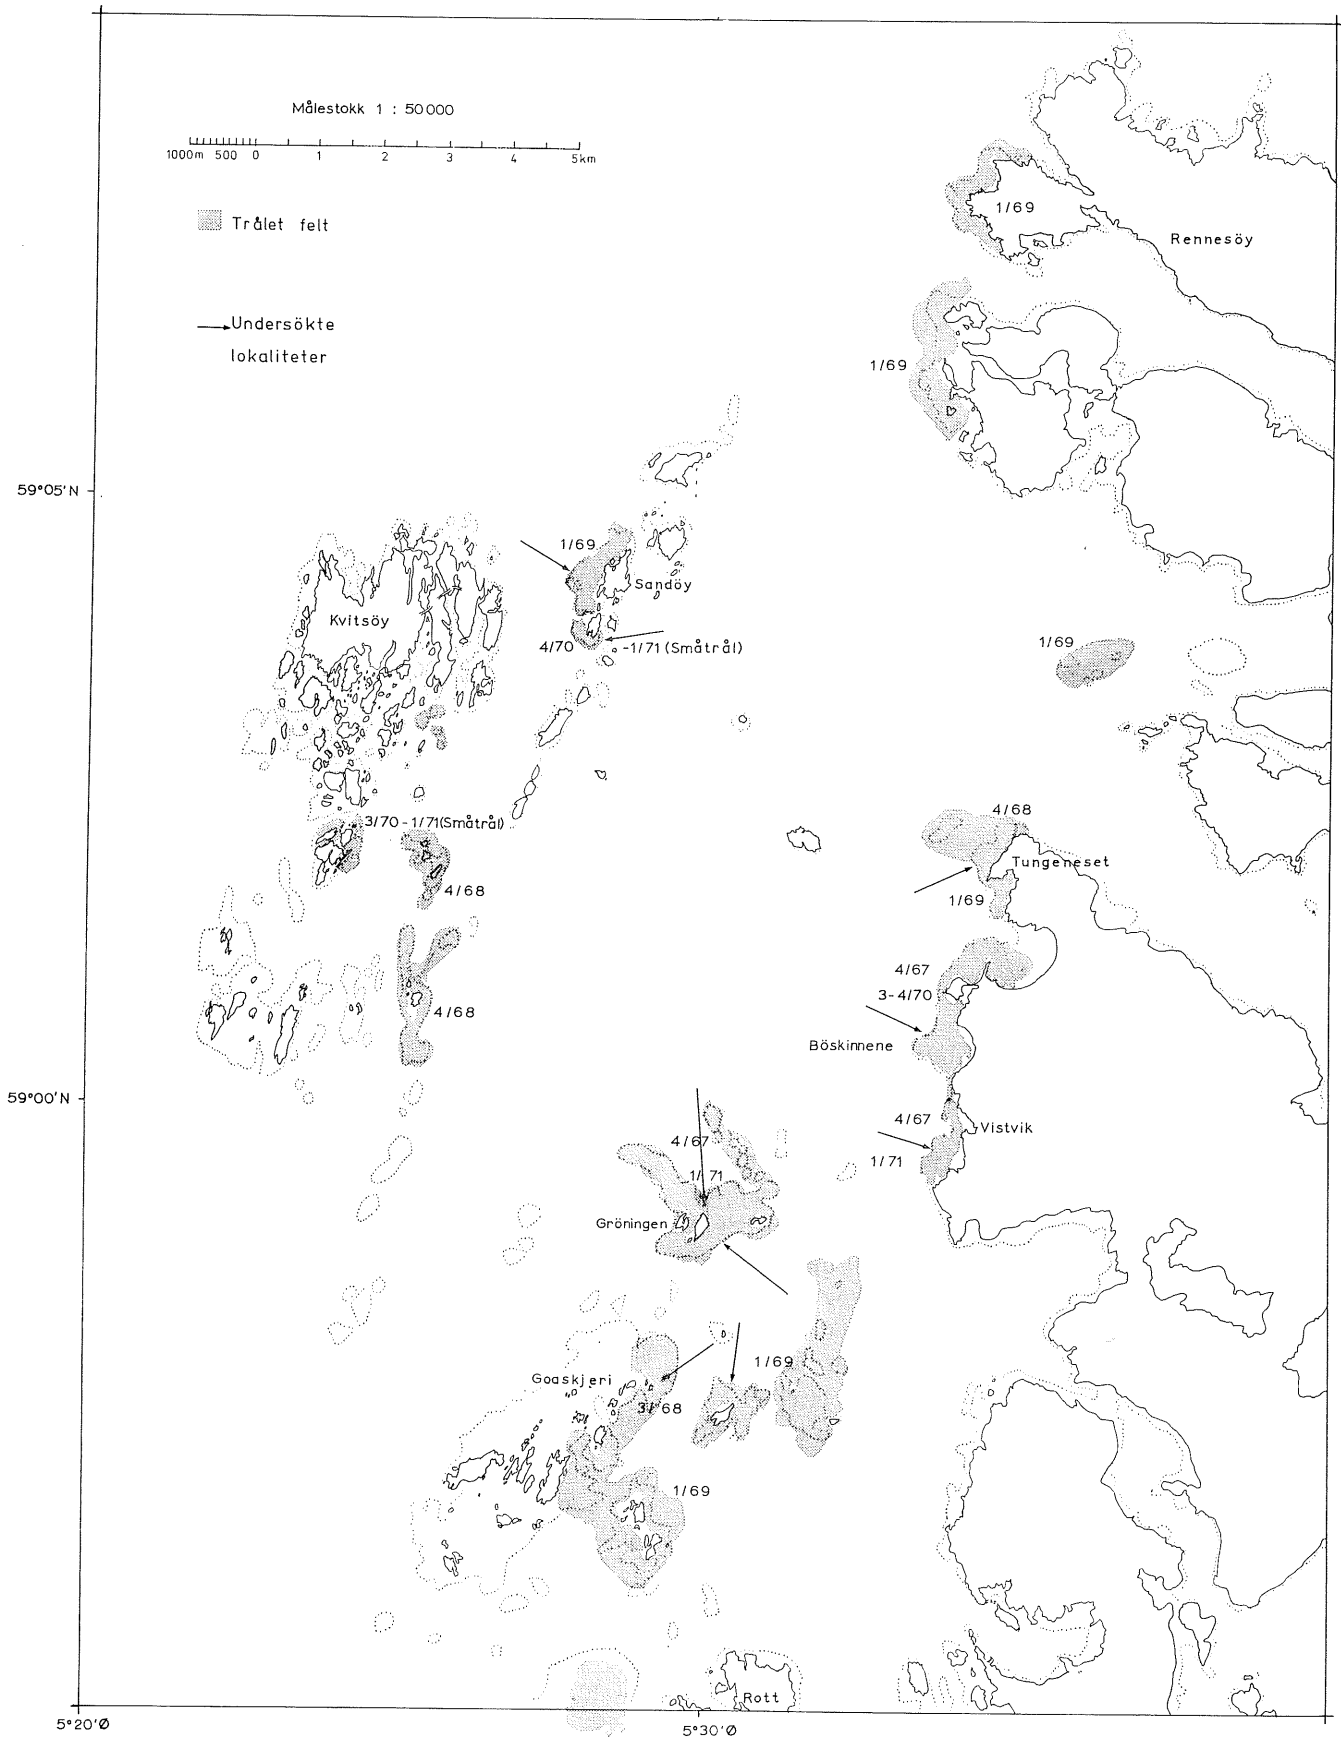 Målestokk 1 : 50 000
1000m 500 0 1 2 3 4 5km
Trålet felt
Undersökte
lokaliteter
1/69
Rennesöy
1/69
59°05'N
1/69
Sandöy
Kvitsöy
4/70 -1/71 (Småtrål)
1/69
3/70 - 1/71 (Småtrål)
4/68
4/68
Tungeneset
1/69
4/67
3-4/70
4/68
Böskinnene
59°00'N
4/67
Vistvik
1/71
4/67
1/71
Gröningen
1/69
Goaskjeri
3/68
1/69
Rott
5°20'Ø
5°30'Ø